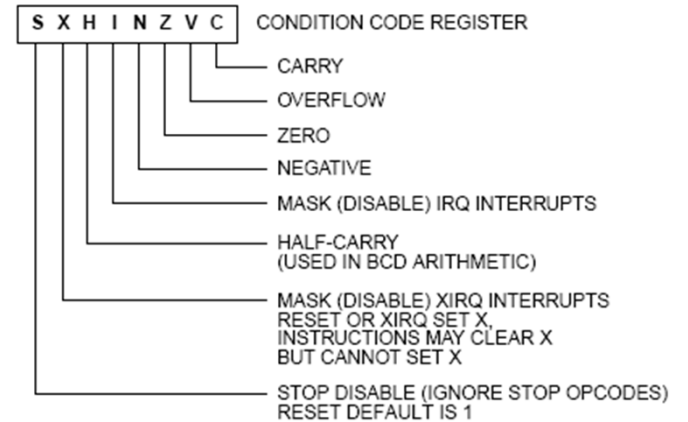 S X H I N Z V C CONDITION CODE REGISTER
CARRY
OVERFLOW
ZERO
NEGATIVE
MASK (DISABLE) IRQ INTERRUPTS
HALF-CARRY
(USED IN BCD ARITHMETIC)
MASK (DISABLE) XIRQ INTERRUPTS
RESET OR XIRQ SET X,
INSTRUCTIONS MAY CLEAR X
BUT CANNOT SET X
STOP DISABLE (IGNORE STOP OPCODES)
RESET DEFAULT IS 1